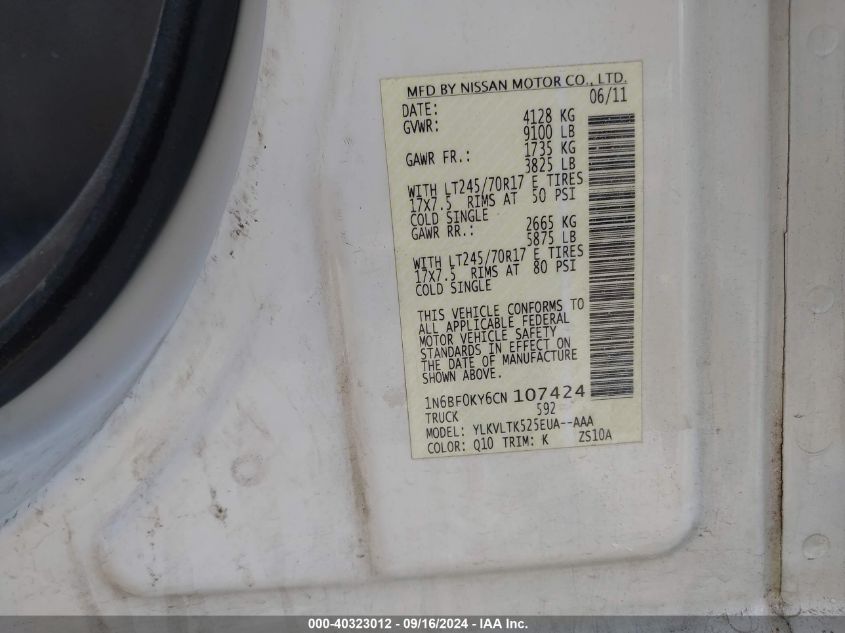 MFD BY NISSAN MOTOR CO., LTD.
DATE: 06/11
GVWR: 4128 KG
9100 LB
GAWR FR.: 1735 KG
3825 LB
WITH LT245/70R17 E TIRES
17X7.5 RIMS AT 50 PSI
COLD SINGLE
GAWR RR.: 2665 KG
5875 LB
WITH LT245/70R17 E TIRES
17X7.5 RIMS AT 80 PSI
COLD SINGLE
THIS VEHICLE CONFORMS TO
ALL APPLICABLE FEDERAL
MOTOR VEHICLE SAFETY
STANDARDS IN EFFECT ON
THE DATE OF MANUFACTURE
SHOWN ABOVE.
1N6BF0KY6CN 107424
TRUCK 592
MODEL: YLKVLTK525EUA--AAA
COLOR: Q10 TRIM: K ZS10A
000-40323012 - 09/16/2024 - IAA Inc.